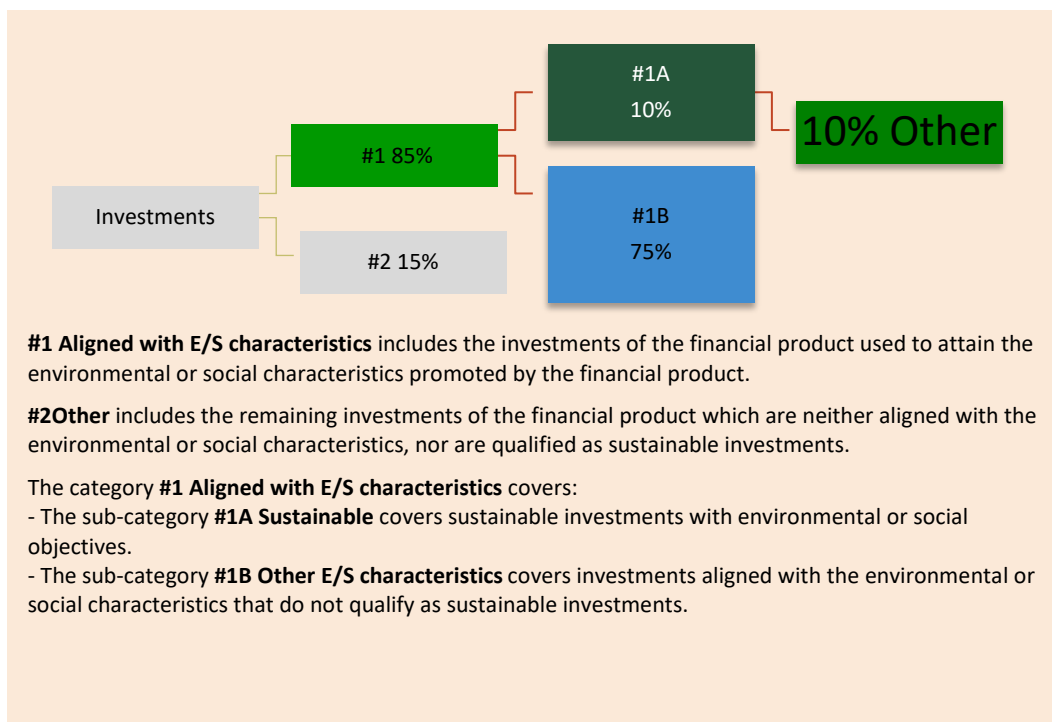 #1A
10%
10% Other
#1 85%
Investments
#1B
75%
#2 15%
#1 Aligned with E/S characteristics includes the investments of the financial product used to attain the
environmental or social characteristics promoted by the financial product.
#2Other includes the remaining investments of the financial product which are neither aligned with the
environmental or social characteristics, nor are qualified as sustainable investments.
The category #1 Aligned with E/S characteristics covers:
- The sub-category #1A Sustainable covers sustainable investments with environmental or social
objectives.
- The sub-category #1B Other E/S characteristics covers investments aligned with the environmental or
social characteristics that do not qualify as sustainable investments.